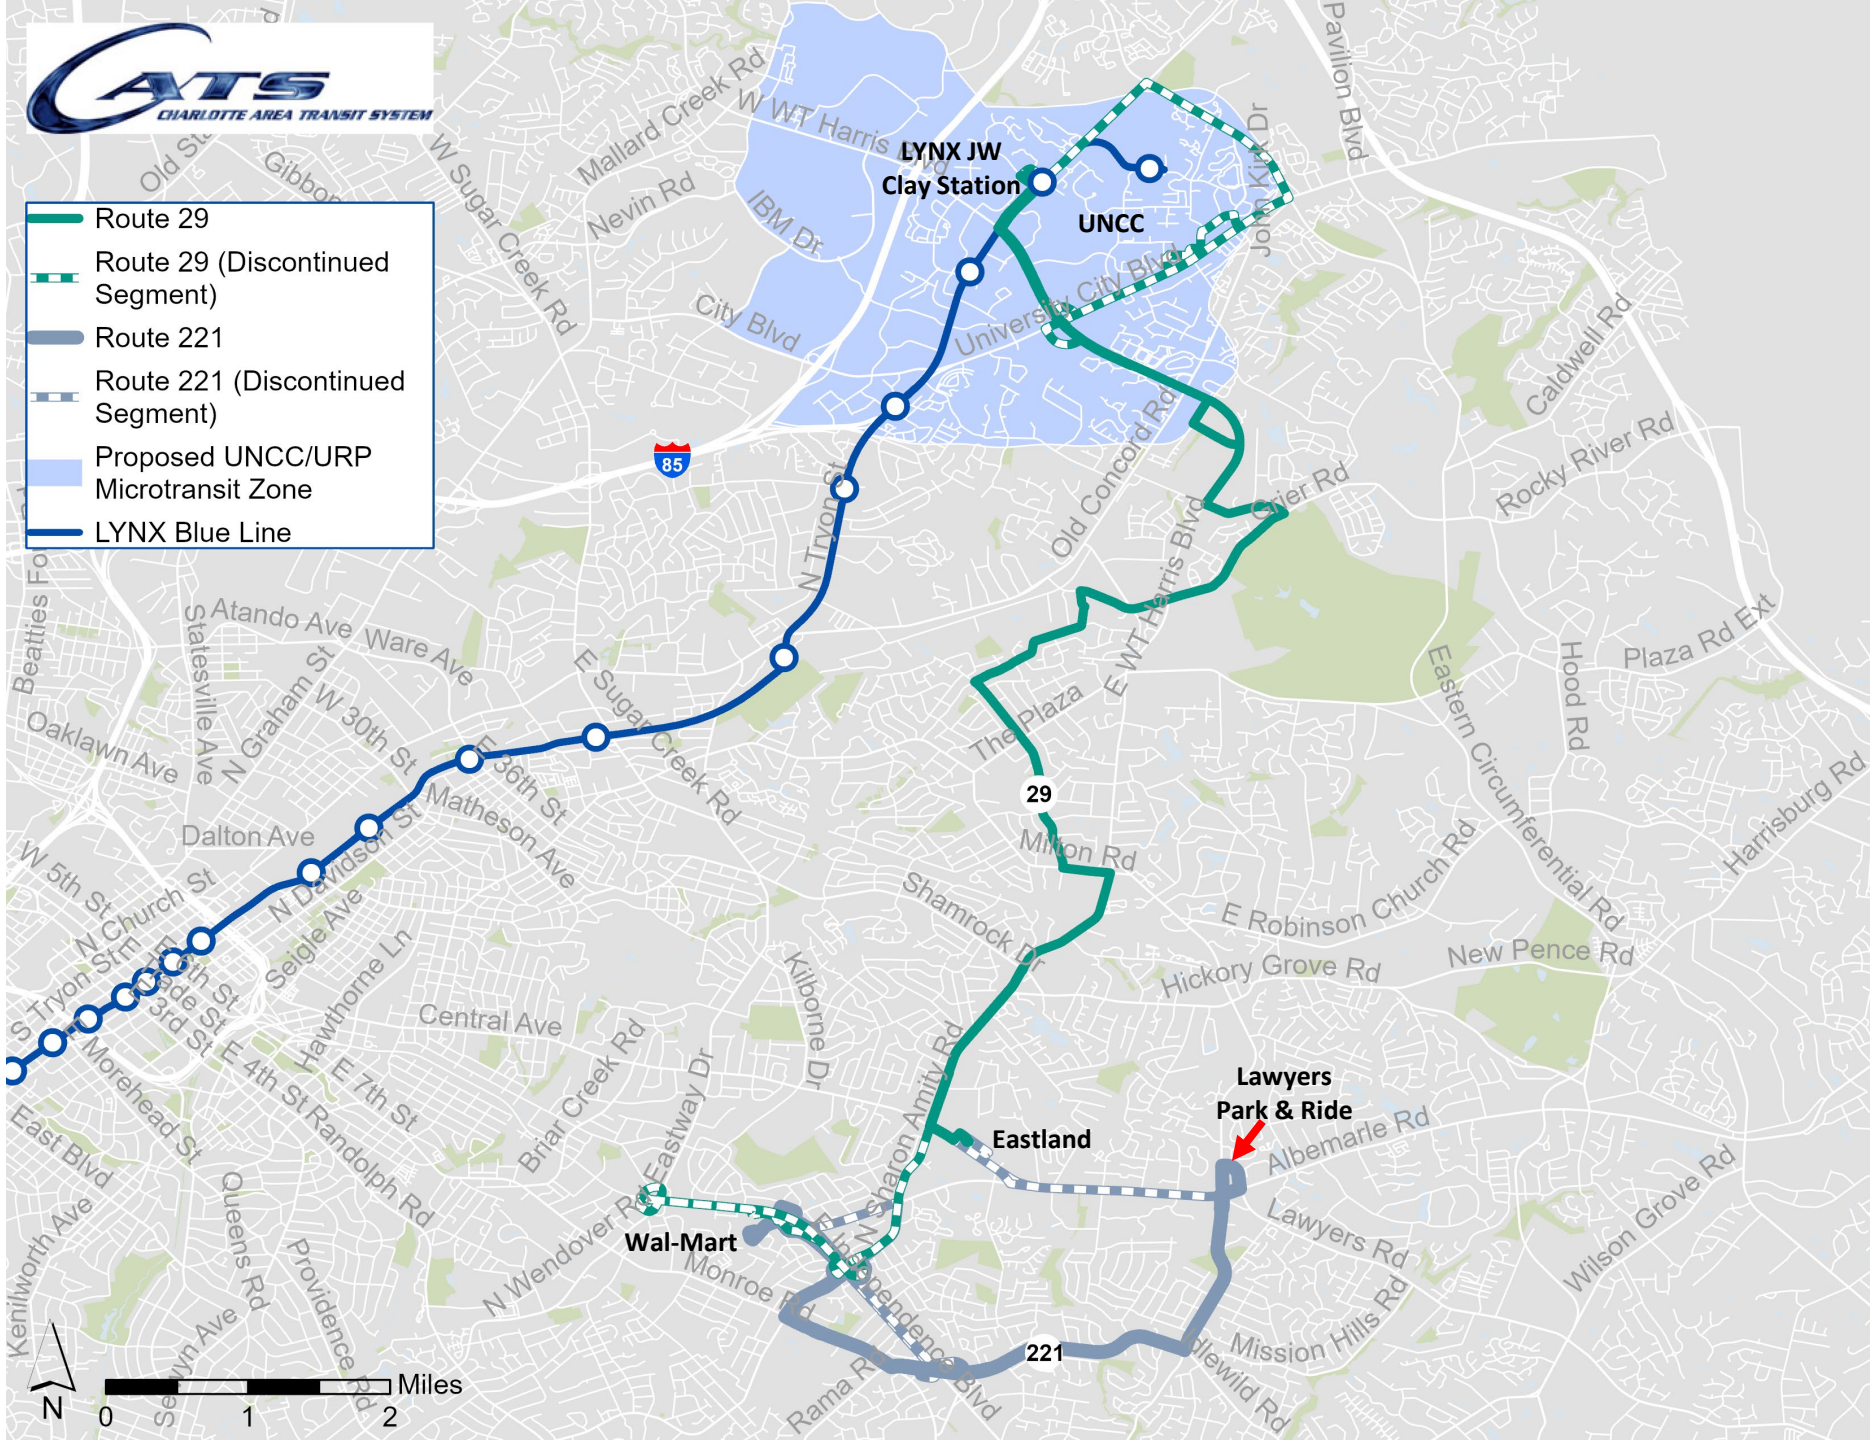 CATS
CHARLOTTE AREA TRANSIT SYSTEM
Route 29
Route 29 (Discontinued
Segment)
Route 221
Route 221 (Discontinued
Segment)
Proposed UNCC/URP
Microtransit Zone
LYNX Blue Line
Old Sta
Gibbon
W Sugar Creek Rd
Mallard Creek Rd
Nevin Rd
W WT Harris Blvd
IBM Dr
City Blvd
LYNX JW
Clay Station
UNCC
University City Blvd
John Kirk Dr
Pavilion Blvd
Caldwell Rd
Rocky River Rd
Old Concord Rd
Grier Rd
E WT Harris Blvd
85
N Tryon St
Beatties Fo
Statesville Ave
Atando Ave
Ware Ave
N Graham St
W 30th St
Oaklawn Ave
E Sugar Creek Rd
E 36th St
Matheson Ave
Dalton Ave
N Davidson St
The Plaza
29
Milton Rd
Eastern Circumferential Rd
Hood Rd
Plaza Rd Ext
Harrisburg Rd
E Robinson Church Rd
New Pence Rd
Hickory Grove Rd
Shamrock Dr
W 5th St
N Church St
Seigle Ave
Hawthorne Ln
S Tryon St
3rd St
E 4th St
E 7th St
Morehead St
East Blvd
Central Ave
Kilborne Dr
Briar Creek Rd
Eastway Dr
Randolph Rd
Queens Rd
Providence Rd
Kenilworth Ave
Selwyn Ave
N Wendover Rd
Wal-Mart
Monroe Rd
N Sharon Amity Rd
Eastland
Lawyers
Park & Ride
Albemarle Rd
Lawyers Rd
Wilson Grove Rd
Mission Hills Rd
Idlewild Rd
E Independence Blvd
Rama Rd
221
N
0
1
2
Miles